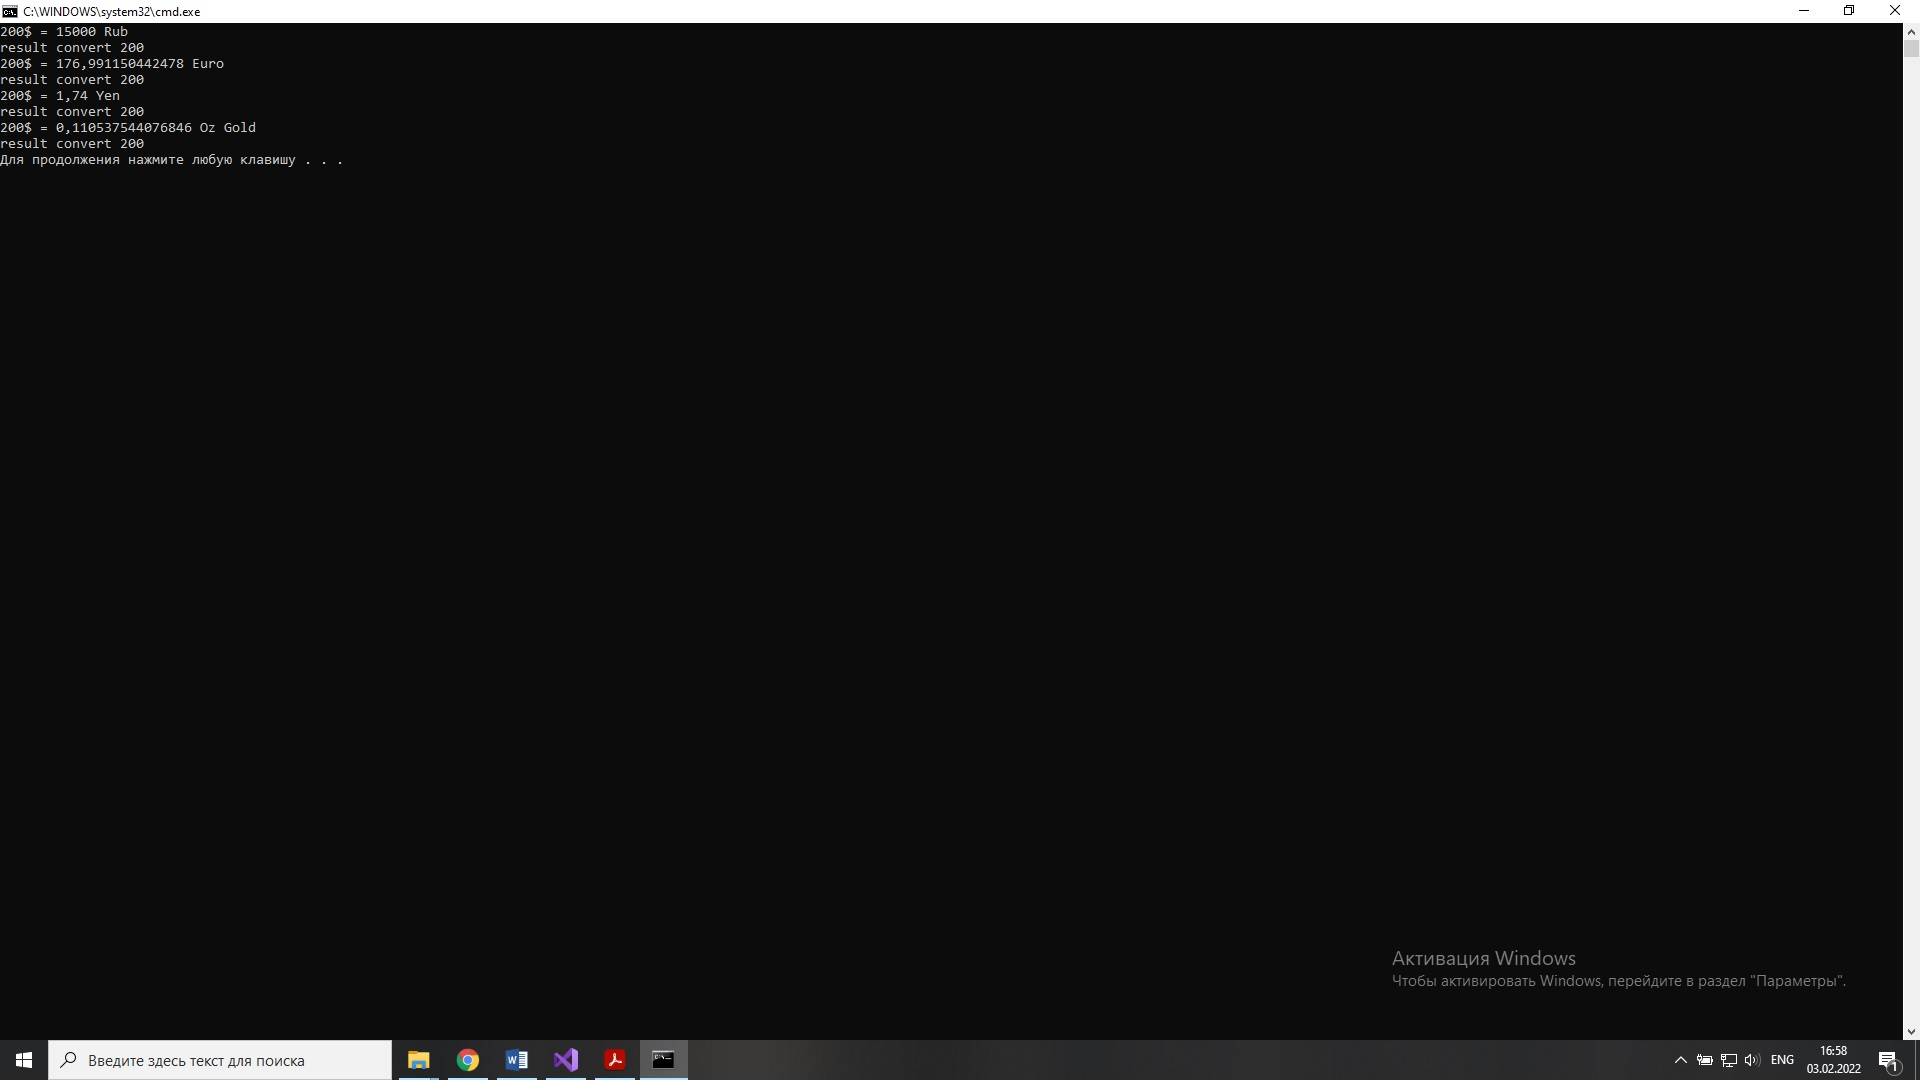 C:\WINDOWS\system32\cmd.exe
200$ = 15000 Rub
result convert 200
200$ = 176,991150442478 Euro
result convert 200
200$ = 1,74 Yen
result convert 200
200$ = 0,110537544076846 Oz Gold
result convert 200
Для продолжения нажмите любую клавишу . . .
Активация Windows
Чтобы активировать Windows, перейдите в раздел "Параметры".
Введите здесь текст для поиска
ENG
16:58
03.02.2022
1